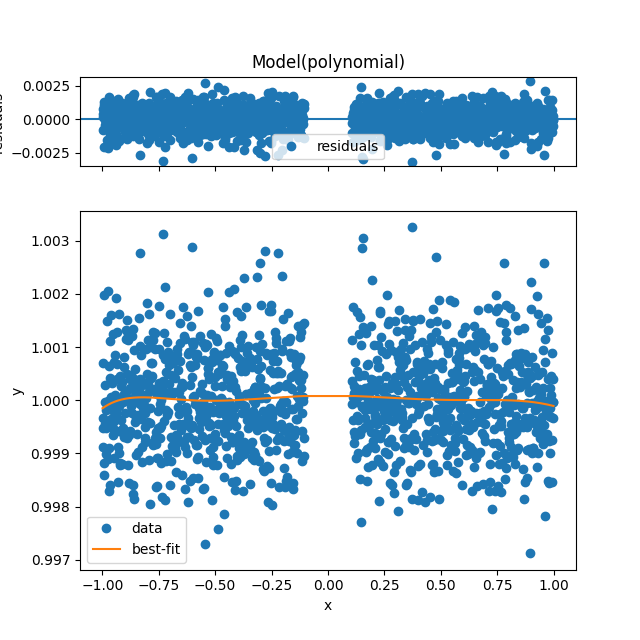 Model(polynomial)
0.0025
0.0000
−0.0025
residuals
residuals
1.003
1.002
1.001
1.000
0.999
0.998
0.997
y
data
best-fit
−1.00 −0.75 −0.50 −0.25 0.00 0.25 0.50 0.75 1.00
x